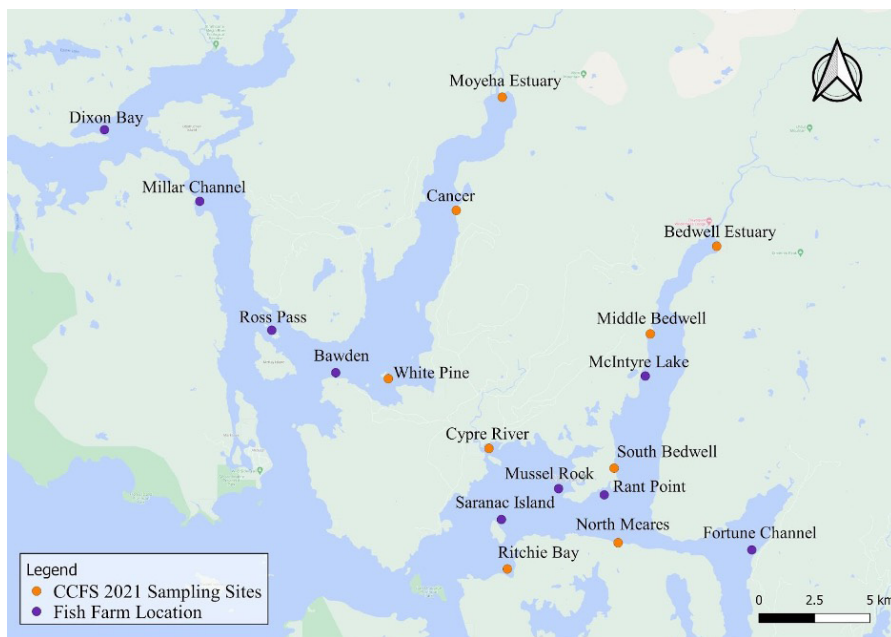 Moyeha Estuary
Dixon Bay
Millar Channel
Cancer
Bedwell Estuary
Ross Pass
Middle Bedwell
Bawden
White Pine
McIntyre Lake
Cypre River
South Bedwell
Mussel Rock
Rant Point
Saranac Island
North Meares
Fortune Channel
Ritchie Bay
Legend
CCFS 2021 Sampling Sites
Fish Farm Location
0 2.5 5 km